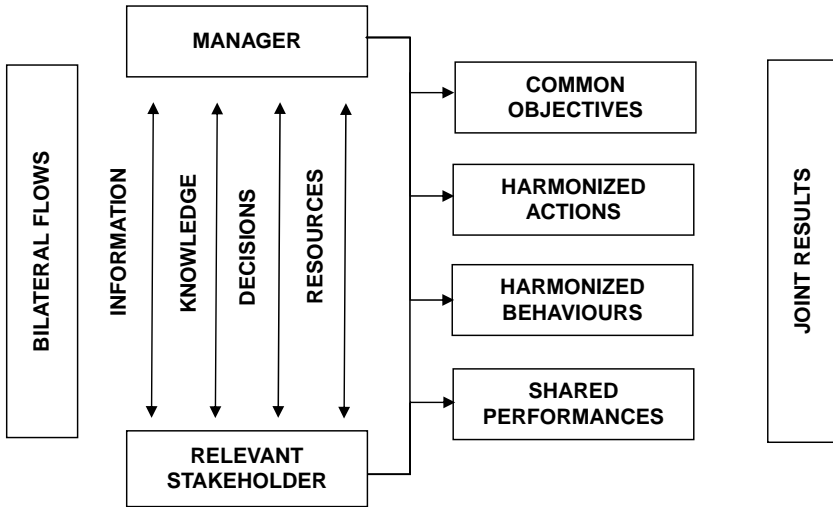 MANAGER
BILATERAL FLOWS
INFORMATION
KNOWLEDGE
DECISIONS
RESOURCES
RELEVANT
STAKEHOLDER
COMMON
OBJECTIVES
HARMONIZED
ACTIONS
HARMONIZED
BEHAVIOURS
SHARED
PERFORMANCES
JOINT RESULTS